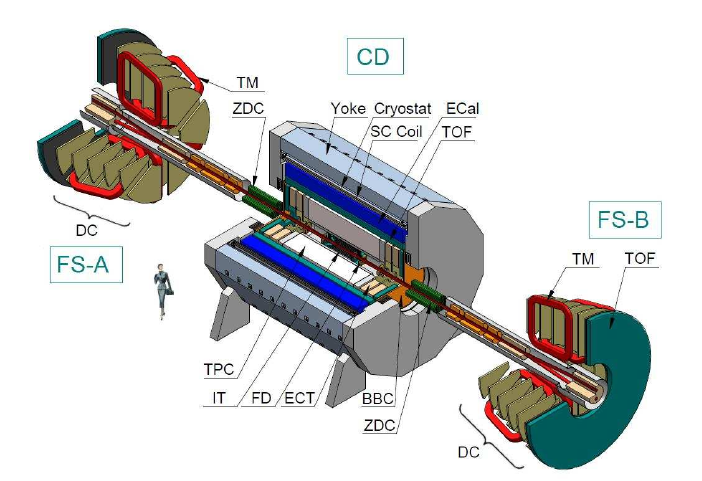 CD
TM
ZDC
Yoke Cryostat ECal
SC Coil TOF
DC
FS-A
FS-B
TM TOF
TPC
IT FD ECT BBC
ZDC
DC